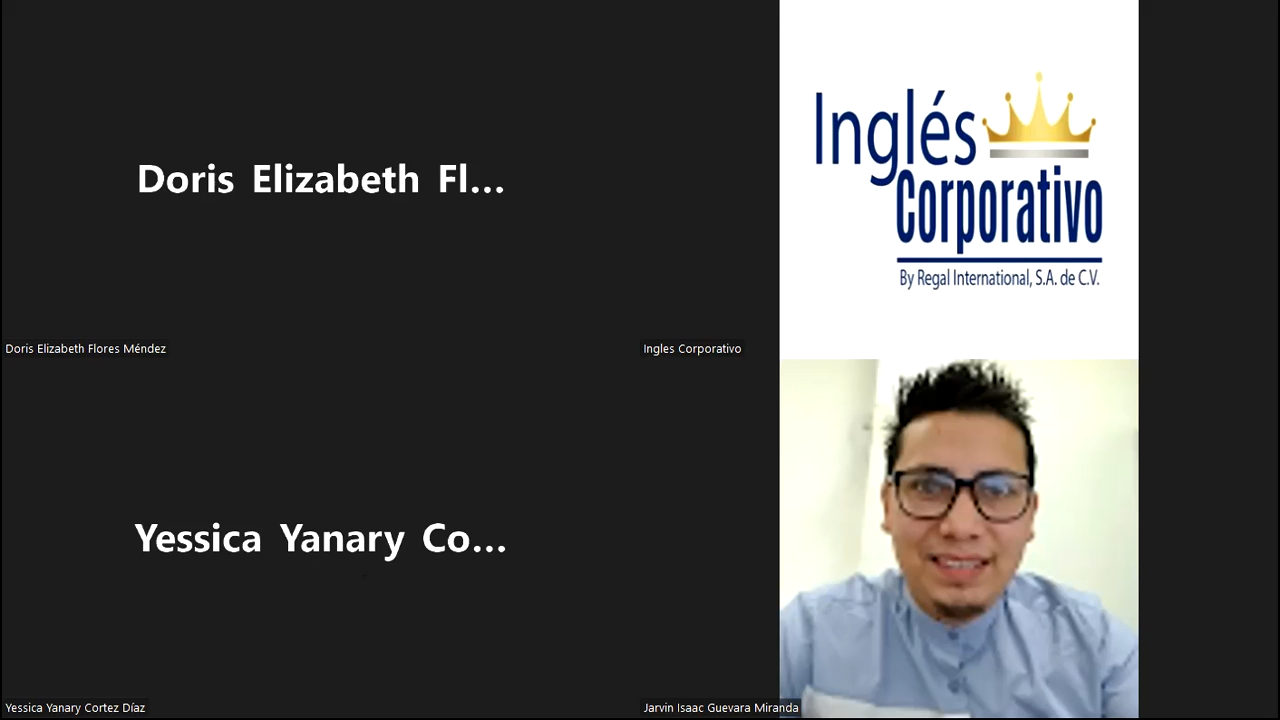 Doris Elizabeth Fl...
Inglés
Corporativo
By Regal International, S.A. de C.V.
Doris Elizabeth Flores Méndez
Ingles Corporativo
Yessica Yanary Co...
Yessica Yanary Cortez Díaz
Jarvin Isaac Guevara Miranda